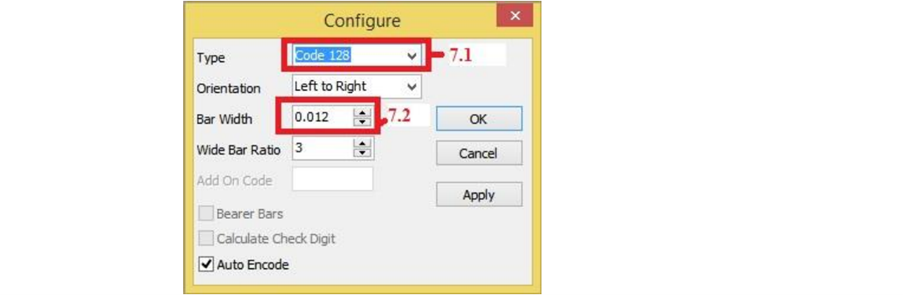 Configure
Type Code 128 7.1
Orientation Left to Right
Bar Width 0.012 7.2 OK
Wide Bar Ratio 3 Cancel
Add On Code
Apply
Bearer Bars
Calculate Check Digit
Auto Encode